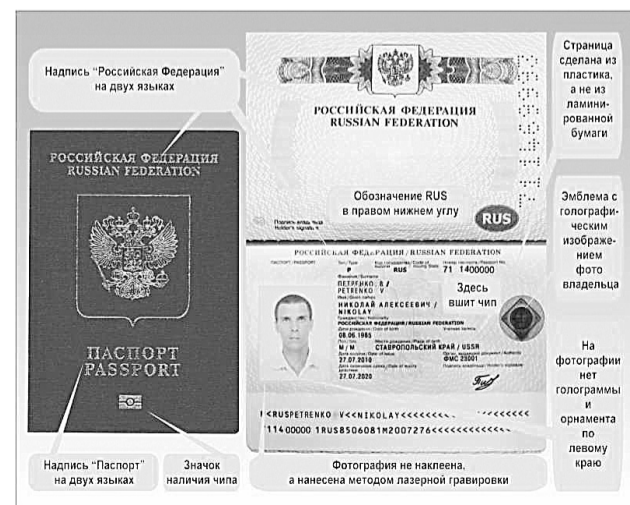 Надпись “Российская Федерация”
на двух языках
Страница
сделана из
пластика,
а не из
ламини-
рованной
бумаги
РОССИЙСКАЯ ФЕДЕРАЦИЯ
RUSSIAN FEDERATION
РОССИЙСКАЯ ФЕДЕРАЦИЯ
RUSSIAN FEDERATION
Обозначение RUS
в правом нижнем углу
RUS
Эмблема с
голографи-
ческим
изображе-
нием
фото
владельца
РОССИЙСКАЯ ФЕДЕРАЦИЯ / RUSSIAN FEDERATION
P RUS 71 1400000
PETRENKO V
Здесь
вшит чип
НИКОЛАЙ АЛЕКСЕЕВИЧ /
NIKOLAY
РОССИЙСКАЯ ФЕДЕРАЦИЯ/RUSSIAN FEDERATION
08.06.1985
М/M СТАВРОПОЛЬСКИЙ КРАЙ / USSR
27.07.2010 ФМС 23001
27.07.2020
ПАСПОРТ
PASSPORT
На
фотографии
нет
голограммы
и
орнамента
по
левому
краю
<RUSPETRENKO V<<NIKOLAY<<<<<<<<
11400000 1RUS8506081M2007276<<<<<<
Надпись “Паспорт”
на двух языках
Значок
наличия чипа
Фотография не наклеена,
а нанесена методом лазерной гравировки